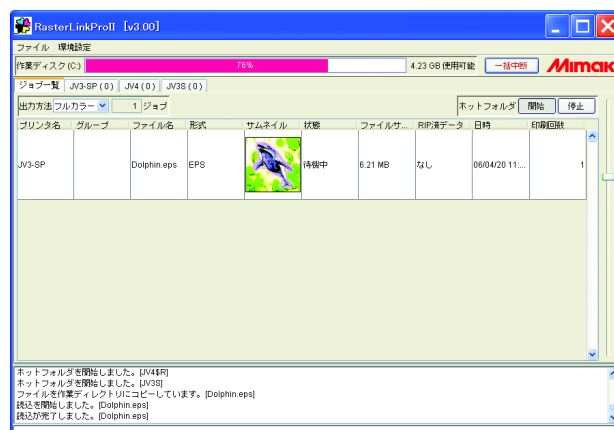 RasterLinkProII [v3.00]
ファイル 環境設定
作業ディスク(C:) 76% 4.23 GB使用可能 一括中断 Mimaki
ジョブ一覧 JV3-SP ( 0 ) JV4 ( 0 ) JV3S ( 0 )
出力方法 フルカラー 1 ジョブ ホットフォルダ 開始 停止
プリンタ名 グループ ファイル名 形式 サムネイル 状態 ファイルサ... RIP済データ 日時 印刷回数
JV3-SP Dolphin.eps EPS 待機中 6.21 MB なし 06/04/20 11:... 1
ホットフォルダを開始しました。[JV4$R]
ホットフォルダを開始しました。[JV3S]
ファイルを作業ディレクトリにコピーしています。[Dolphin.eps]
読込を開始しました。[Dolphin.eps]
読込が完了しました。[Dolphin.eps]